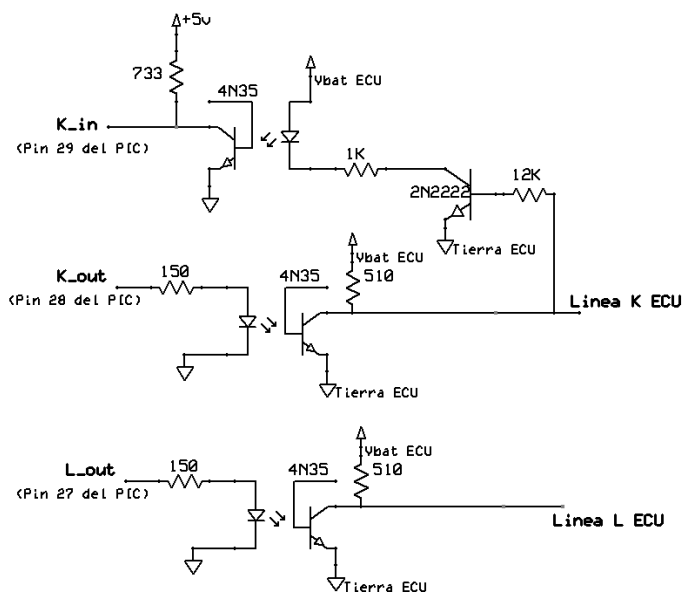 +5v
733
4N35
Vbat ECU
K_in
(Pin 29 del PIC)
1K
2N2222
12K
Tierra ECU
K_out
(Pin 28 del PIC)
150
4N35
Vbat ECU
510
Linea K ECU
Tierra ECU
L_out
(Pin 27 del PIC)
150
4N35
Vbat ECU
510
Linea L ECU
Tierra ECU